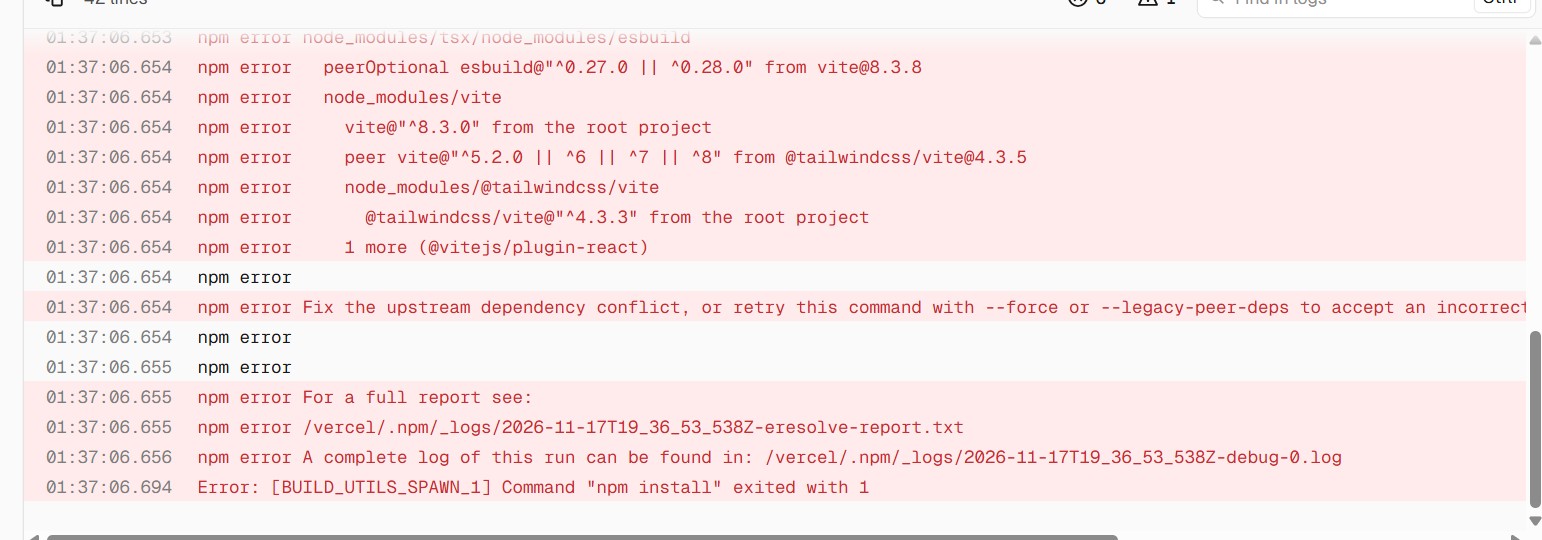 42 lines
Find in logs
01:37:06.653 npm error node_modules/tsx/node_modules/esbuild
01:37:06.654 npm error   peerOptional esbuild@"^0.27.0 || ^0.28.0" from vite@8.3.8
01:37:06.654 npm error   node_modules/vite
01:37:06.654 npm error     vite@"^8.3.0" from the root project
01:37:06.654 npm error     peer vite@"^5.2.0 || ^6 || ^7 || ^8" from @tailwindcss/vite@4.3.5
01:37:06.654 npm error     node_modules/@tailwindcss/vite
01:37:06.654 npm error       @tailwindcss/vite@"^4.3.3" from the root project
01:37:06.654 npm error     1 more (@vitejs/plugin-react)
01:37:06.654 npm error
01:37:06.654 npm error Fix the upstream dependency conflict, or retry this command with --force or --legacy-peer-deps to accept an incorrect
01:37:06.654 npm error
01:37:06.655 npm error
01:37:06.655 npm error For a full report see:
01:37:06.655 npm error /vercel/.npm/_logs/2026-11-17T19_36_53_538Z-eresolve-report.txt
01:37:06.656 npm error A complete log of this run can be found in: /vercel/.npm/_logs/2026-11-17T19_36_53_538Z-debug-0.log
01:37:06.694 Error: [BUILD_UTILS_SPAWN_1] Command "npm install" exited with 1